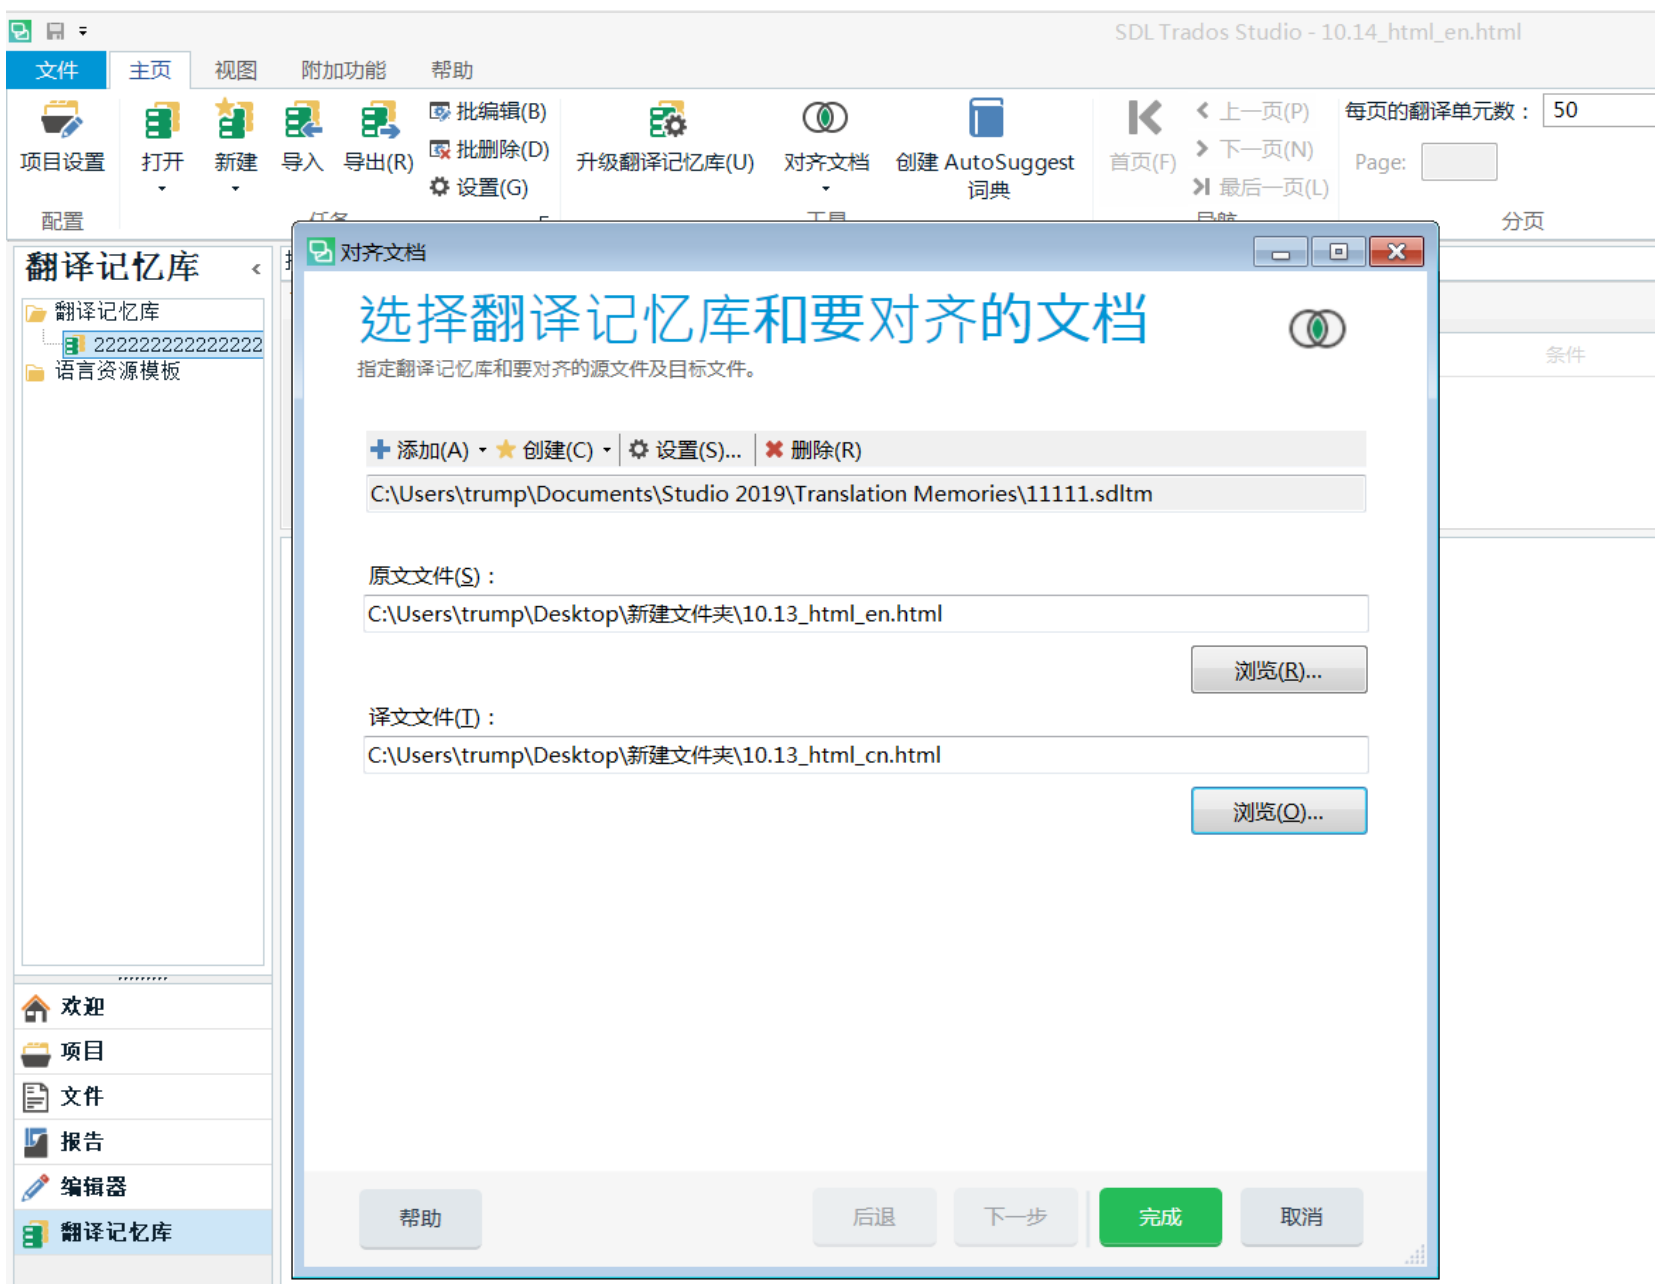 SDL Trados Studio - 10.14_html_en.html
文件 主页 视图 附加功能 帮助
项目设置 打开 新建 导入 导出(R) 批编辑(B) 批删除(D) 设置(G) 升级翻译记忆库(U) 对齐文档 创建 AutoSuggest 词典 首页(F) 上一页(P) 下一页(N) 最后一页(L) 每页的翻译单元数： 50 Page:
配置 任务 工具 导航 分页
翻译记忆库
翻译记忆库
222222222222222
语言资源模板
条件
对齐文档
选择翻译记忆库和要对齐的文档
指定翻译记忆库和要对齐的源文件及目标文件。
添加(A) 创建(C) 设置(S)... 删除(R)
C:\Users\trump\Documents\Studio 2019\Translation Memories\11111.sdltm
原文文件(S)：
C:\Users\trump\Desktop\新建文件夹\10.13_html_en.html
浏览(R)...
译文文件(T)：
C:\Users\trump\Desktop\新建文件夹\10.13_html_cn.html
浏览(O)...
欢迎
项目
文件
报告
编辑器
翻译记忆库
帮助 后退 下一步 完成 取消